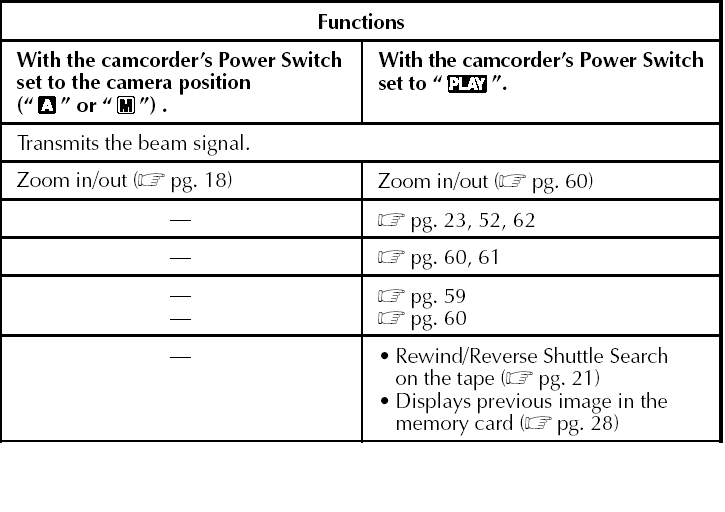 Functions
With the camcorder's Power Switch
set to the camera position
(" A " or " M ") .
With the camcorder's Power Switch
set to " PLAY ".
Transmits the beam signal.
Zoom in/out (☞ pg. 18)
Zoom in/out (☞ pg. 60)
—
☞ pg. 23, 52, 62
—
☞ pg. 60, 61
—
☞ pg. 59
—
☞ pg. 60
—
• Rewind/Reverse Shuttle Search
on the tape (☞ pg. 21)
• Displays previous image in the
memory card (☞ pg. 28)